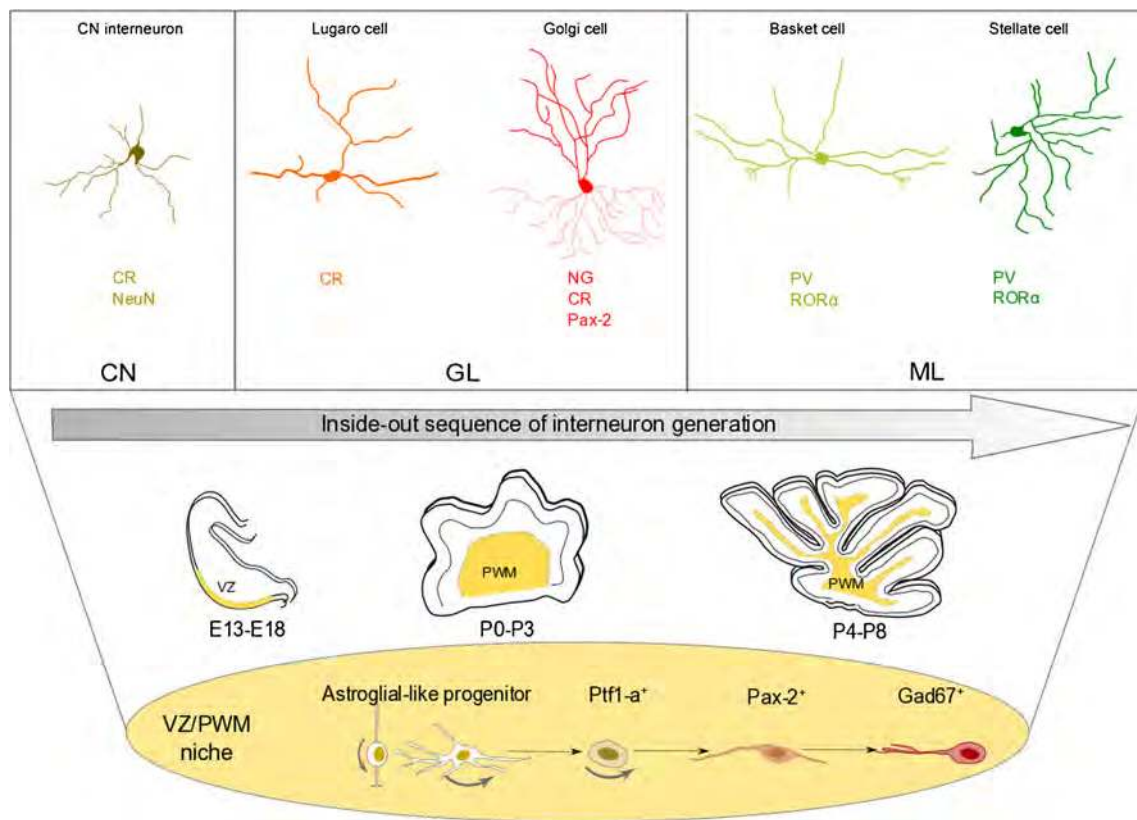 CN interneuron
Lugaro cell
Golgi cell
Basket cell
Stellate cell
CR
NeuN
CR
NG
CR
Pax-2
PV
RORα
PV
RORα
CN
GL
ML
Inside-out sequence of interneuron generation
VZ
PWM
PWM
E13-E18
P0-P3
P4-P8
VZ/PWM
niche
Astroglial-like progenitor
Ptf1-a⁺
Pax-2⁺
Gad67⁺